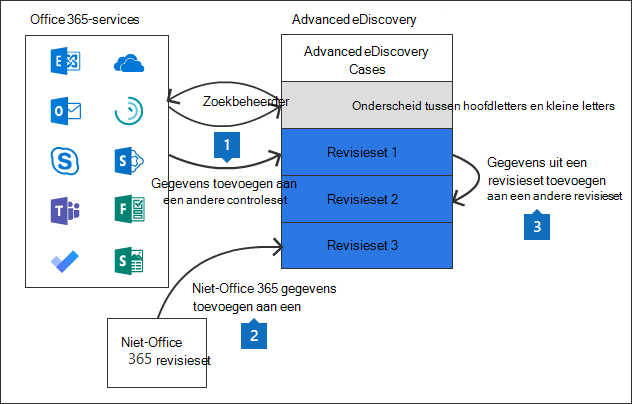 Office 365-services
Advanced eDiscovery
Advanced eDiscovery
Cases
Zoekbeheerder
Onderscheid tussen hoofdletters en kleine letters
1
Gegevens toevoegen aan
een andere controleset
Revisieset 1
Revisieset 2
Revisieset 3
Gegevens uit een
revisieset toevoegen
aan een andere revisieset
3
Niet-Office 365 gegevens
toevoegen aan een
2
Niet-Office
365 revisieset